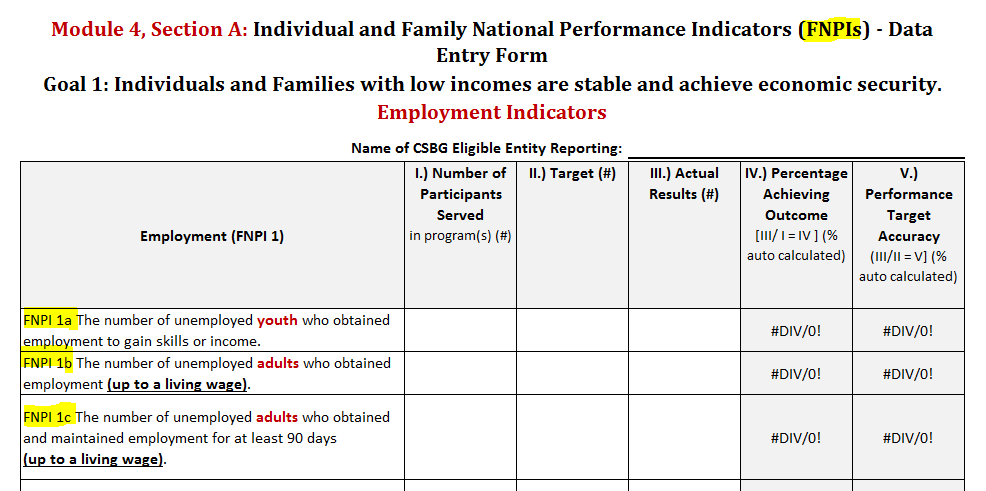 Module 4, Section A: Individual and Family National Performance Indicators (FNPIs) - Data
Entry Form
Goal 1: Individuals and Families with low incomes are stable and achieve economic security.
Employment Indicators
Name of CSBG Eligible Entity Reporting:
Employment (FNPI 1)
I.) Number of
Participants
Served
in program(s) (#)
II.) Target (#)
III.) Actual
Results (#)
IV.) Percentage
Achieving
Outcome
[III/ I = IV ] (%
auto calculated)
V.)
Performance
Target
Accuracy
(III/II = V] (%
auto calculated)
FNPI 1a The number of unemployed youth who obtained
employment to gain skills or income.
#DIV/0!
#DIV/0!
FNPI 1b The number of unemployed adults who obtained
employment (up to a living wage).
#DIV/0!
#DIV/0!
FNPI 1c The number of unemployed adults who obtained
and maintained employment for at least 90 days
(up to a living wage).
#DIV/0!
#DIV/0!